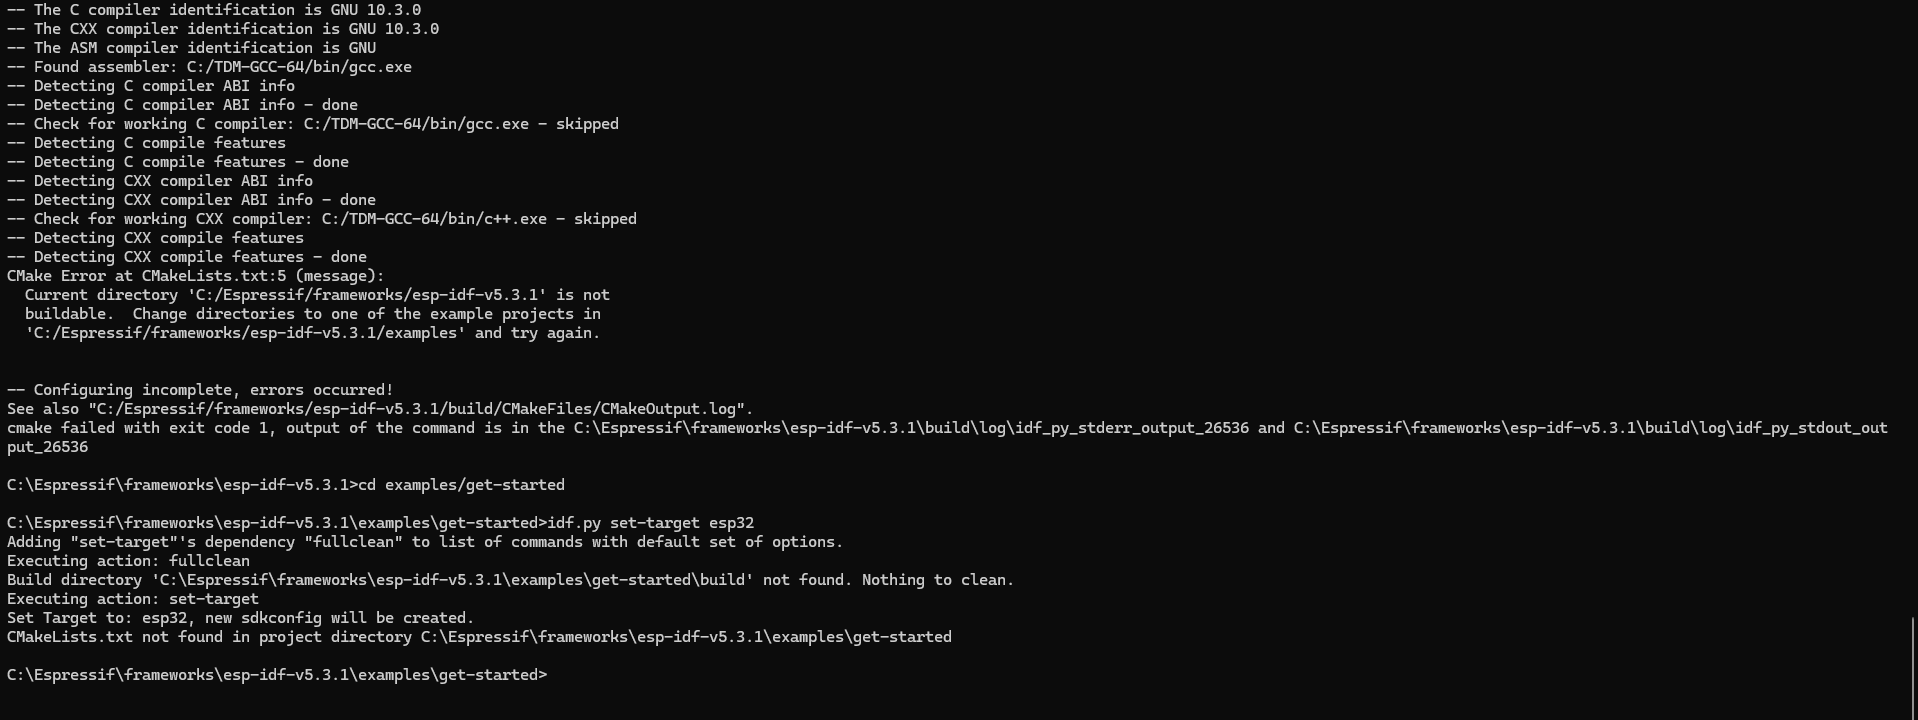 -- The C compiler identification is GNU 10.3.0
-- The CXX compiler identification is GNU 10.3.0
-- The ASM compiler identification is GNU
-- Found assembler: C:/TDM-GCC-64/bin/gcc.exe
-- Detecting C compiler ABI info
-- Detecting C compiler ABI info - done
-- Check for working C compiler: C:/TDM-GCC-64/bin/gcc.exe - skipped
-- Detecting C compile features
-- Detecting C compile features - done
-- Detecting CXX compiler ABI info
-- Detecting CXX compiler ABI info - done
-- Check for working CXX compiler: C:/TDM-GCC-64/bin/c++.exe - skipped
-- Detecting CXX compile features
-- Detecting CXX compile features - done
CMake Error at CMakeLists.txt:5 (message):
  Current directory 'C:/Espressif/frameworks/esp-idf-v5.3.1' is not
  buildable.  Change directories to one of the example projects in
  'C:/Espressif/frameworks/esp-idf-v5.3.1/examples' and try again.
-- Configuring incomplete, errors occurred!
See also "C:/Espressif/frameworks/esp-idf-v5.3.1/build/CMakeFiles/CMakeOutput.log".
cmake failed with exit code 1, output of the command is in the C:\Espressif\frameworks\esp-idf-v5.3.1\build\log\idf_py_stderr_output_26536 and C:\Espressif\frameworks\esp-idf-v5.3.1\build\log\idf_py_stdout_out
put_26536
C:\Espressif\frameworks\esp-idf-v5.3.1>cd examples/get-started
C:\Espressif\frameworks\esp-idf-v5.3.1\examples\get-started>idf.py set-target esp32
Adding "set-target"'s dependency "fullclean" to list of commands with default set of options.
Executing action: fullclean
Build directory 'C:\Espressif\frameworks\esp-idf-v5.3.1\examples\get-started\build' not found. Nothing to clean.
Executing action: set-target
Set Target to: esp32, new sdkconfig will be created.
CMakeLists.txt not found in project directory C:\Espressif\frameworks\esp-idf-v5.3.1\examples\get-started
C:\Espressif\frameworks\esp-idf-v5.3.1\examples\get-started>